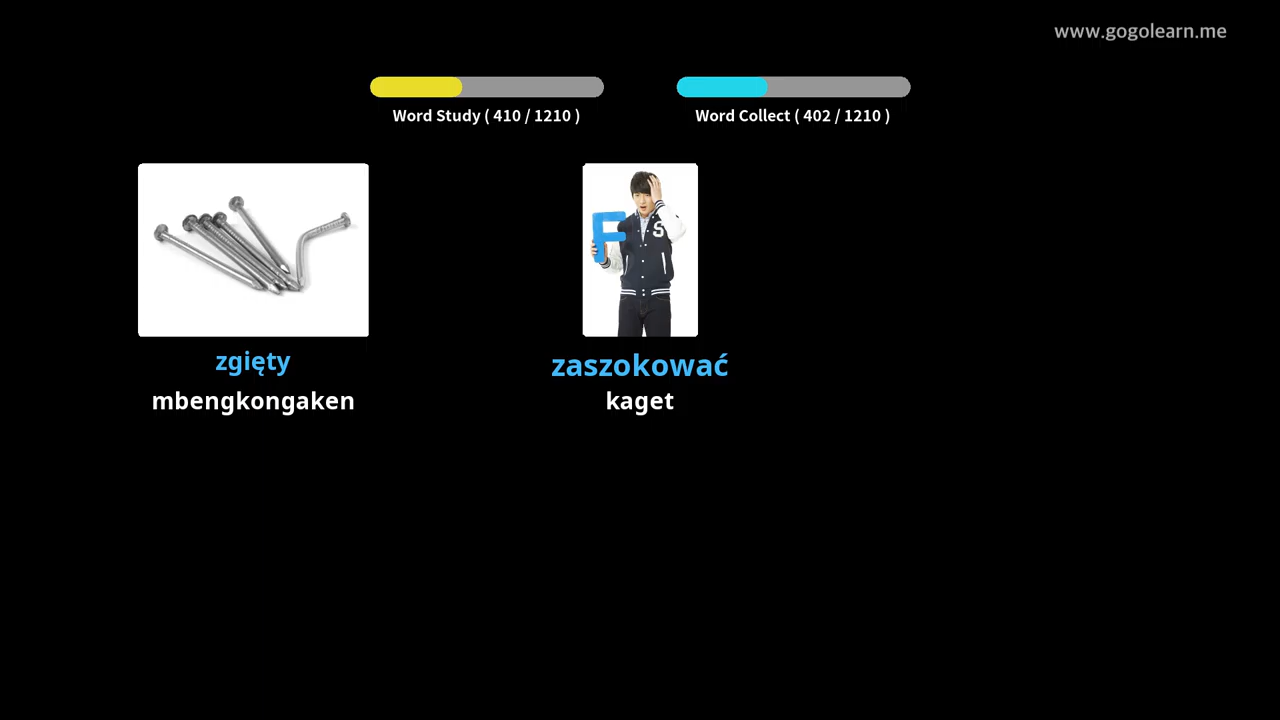 www.gogolearn.me
Word Study ( 410 / 1210 )
Word Collect ( 402 / 1210 )
F
S
zgięty
zaszokować
mbengkongaken
kaget